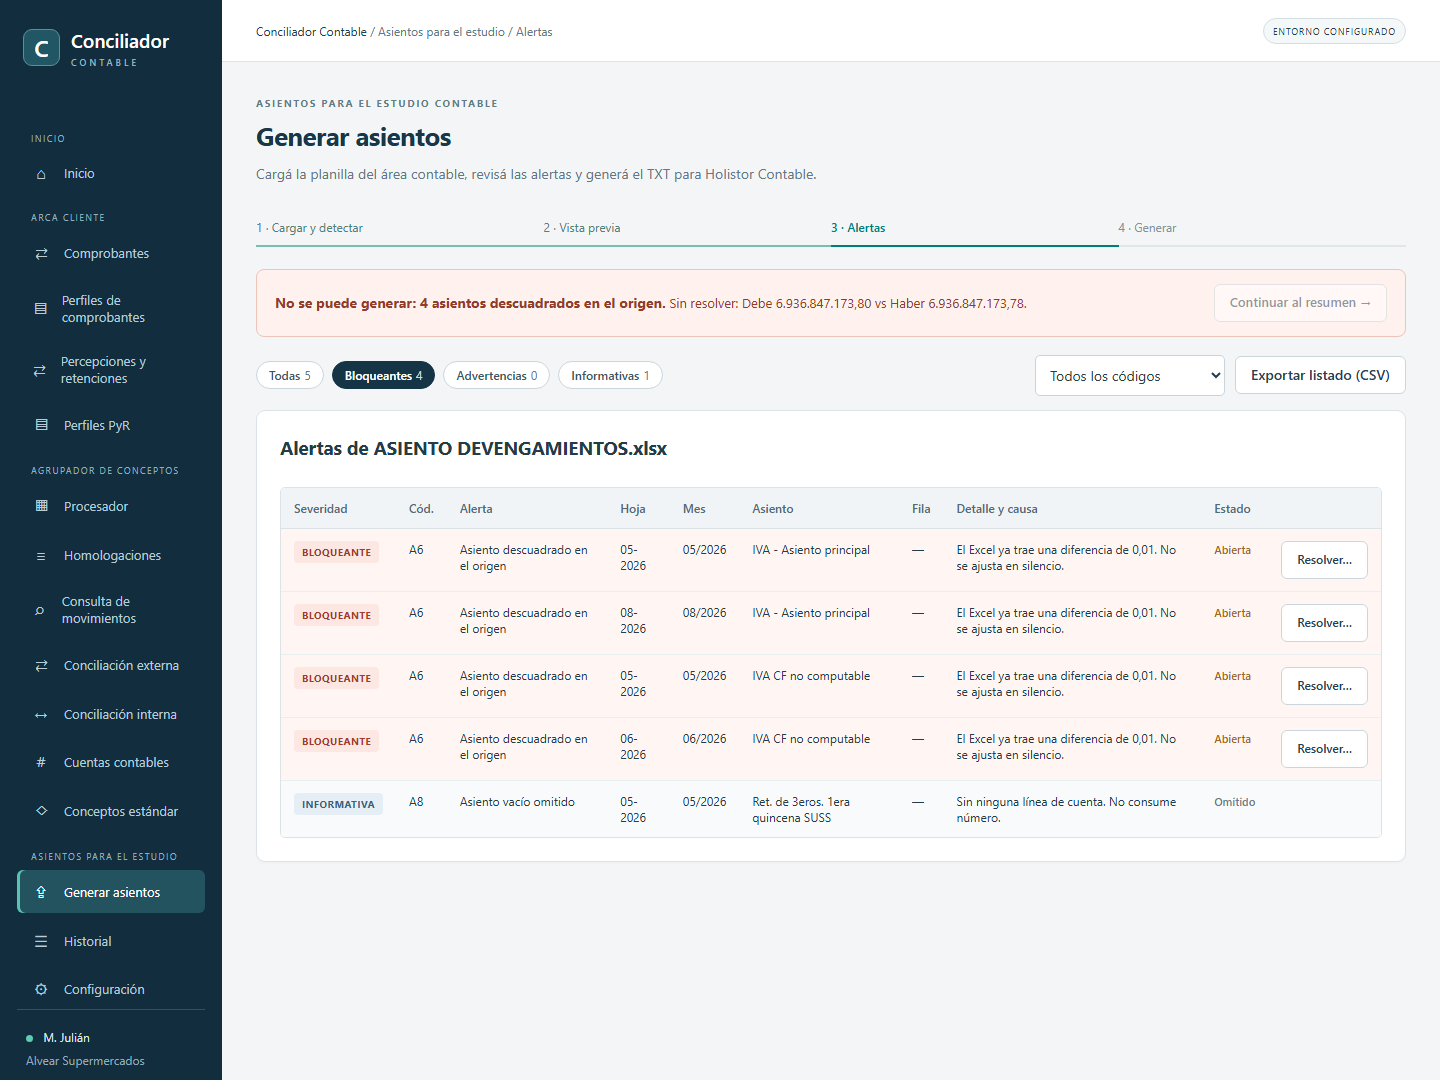 C
Conciliador
CONTABLE
INICIO
Inicio
ARCA CLIENTE
Comprobantes
Perfiles de
comprobantes
Percepciones y
retenciones
Perfiles PyR
AGRUPADOR DE CONCEPTOS
Procesador
Homologaciones
Consulta de
movimientos
Conciliación externa
Conciliación interna
# Cuentas contables
Conceptos estándar
ASIENTOS PARA EL ESTUDIO
Generar asientos
Historial
Configuración
M. Julián
Alvear Supermercados
Conciliador Contable / Asientos para el estudio / Alertas
ENTORNO CONFIGURADO
ASIENTOS PARA EL ESTUDIO CONTABLE
Generar asientos
Cargá la planilla del área contable, revisá las alertas y generá el TXT para Holistor Contable.
1 · Cargar y detectar
2 · Vista previa
3 · Alertas
4 · Generar
No se puede generar: 4 asientos descuadrados en el origen. Sin resolver: Debe 6.936.847.173,80 vs Haber 6.936.847.173,78.
Continuar al resumen →
Todas 5
Bloqueantes 4
Advertencias 0
Informativas 1
Todos los códigos
Exportar listado (CSV)
Alertas de ASIENTO DEVENGAMIENTOS.xlsx
Severidad Cód. Alerta Hoja Mes Asiento Fila Detalle y causa Estado
BLOQUEANTE A6 Asiento descuadrado en 05- 05/2026 IVA - Asiento principal — El Excel ya trae una diferencia de 0,01. No Abierta Resolver...
el origen 2026 se ajusta en silencio.
BLOQUEANTE A6 Asiento descuadrado en 08- 08/2026 IVA - Asiento principal — El Excel ya trae una diferencia de 0,01. No Abierta Resolver...
el origen 2026 se ajusta en silencio.
BLOQUEANTE A6 Asiento descuadrado en 05- 05/2026 IVA CF no computable — El Excel ya trae una diferencia de 0,01. No Abierta Resolver...
el origen 2026 se ajusta en silencio.
BLOQUEANTE A6 Asiento descuadrado en 06- 06/2026 IVA CF no computable — El Excel ya trae una diferencia de 0,01. No Abierta Resolver...
el origen 2026 se ajusta en silencio.
INFORMATIVA A8 Asiento vacío omitido 05- 05/2026 Ret. de 3eros. 1era — Sin ninguna línea de cuenta. No consume Omitido
2026 quincena SUSS número.